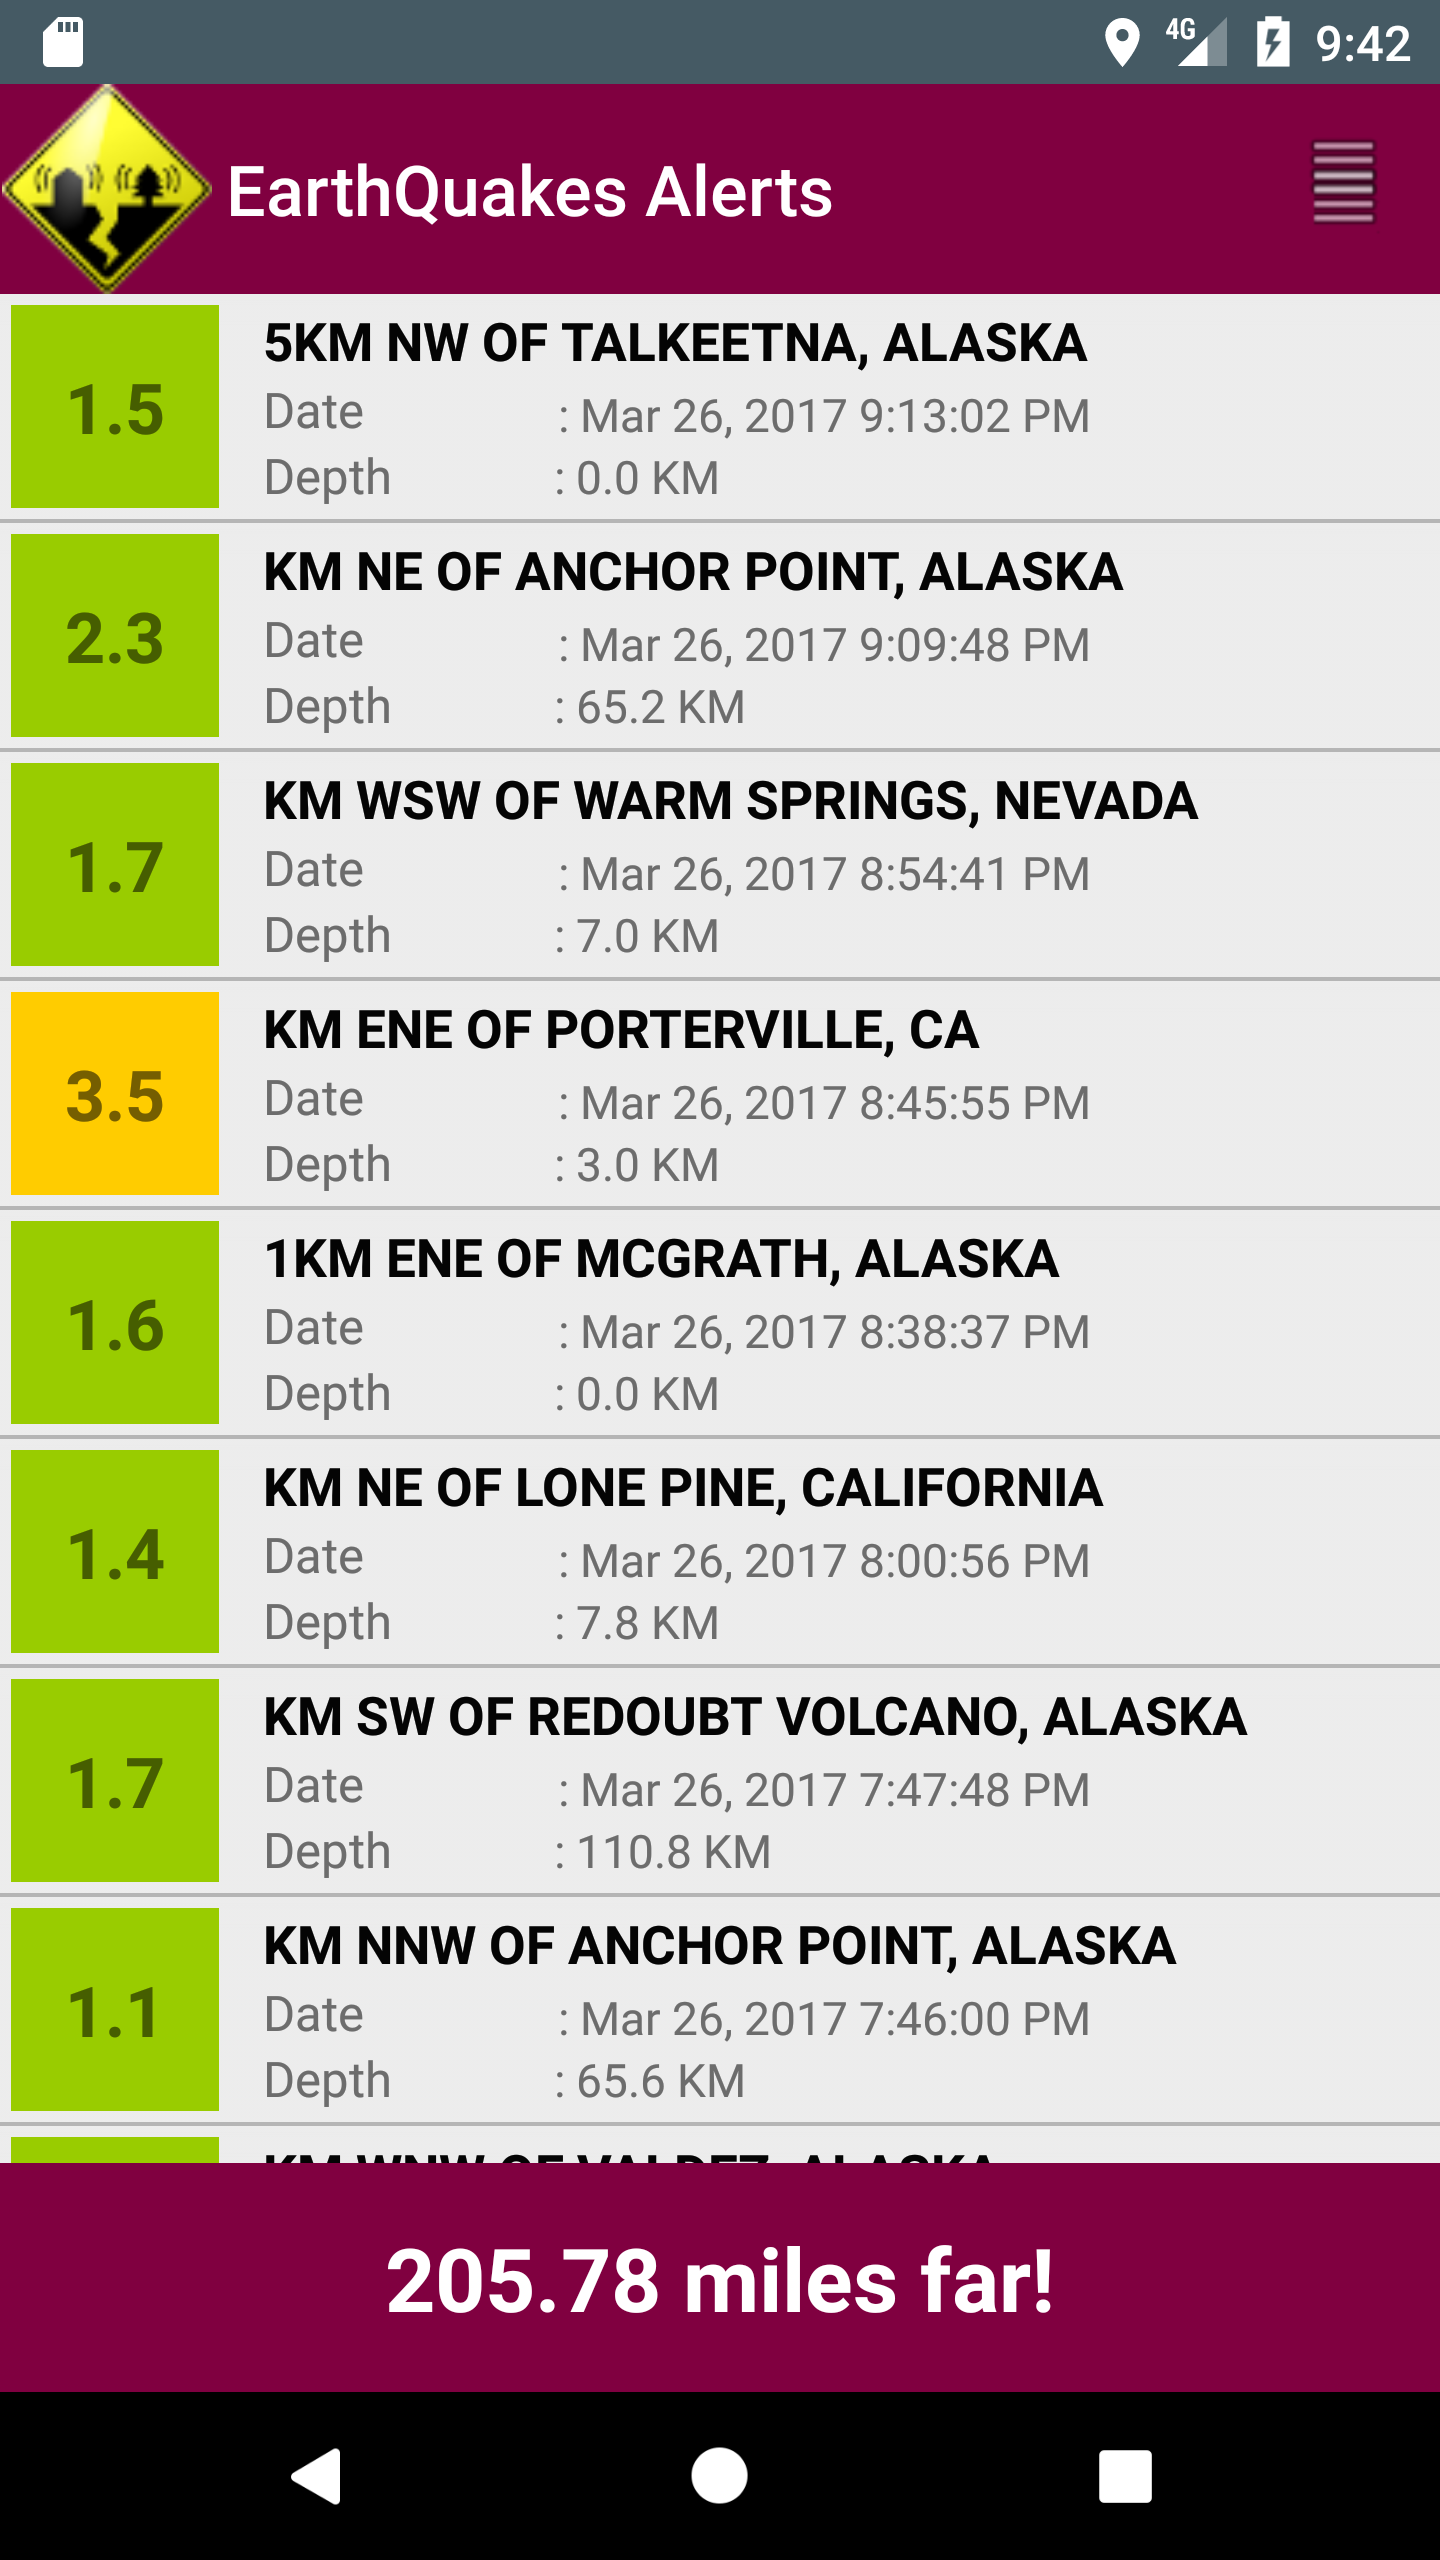 4G 9:42
EarthQuakes Alerts
1.5
5KM NW OF TALKEETNA, ALASKA
Date : Mar 26, 2017 9:13:02 PM
Depth : 0.0 KM
2.3
KM NE OF ANCHOR POINT, ALASKA
Date : Mar 26, 2017 9:09:48 PM
Depth : 65.2 KM
1.7
KM WSW OF WARM SPRINGS, NEVADA
Date : Mar 26, 2017 8:54:41 PM
Depth : 7.0 KM
3.5
KM ENE OF PORTERVILLE, CA
Date : Mar 26, 2017 8:45:55 PM
Depth : 3.0 KM
1.6
1KM ENE OF MCGRATH, ALASKA
Date : Mar 26, 2017 8:38:37 PM
Depth : 0.0 KM
1.4
KM NE OF LONE PINE, CALIFORNIA
Date : Mar 26, 2017 8:00:56 PM
Depth : 7.8 KM
1.7
KM SW OF REDOUBT VOLCANO, ALASKA
Date : Mar 26, 2017 7:47:48 PM
Depth : 110.8 KM
1.1
KM NNW OF ANCHOR POINT, ALASKA
Date : Mar 26, 2017 7:46:00 PM
Depth : 65.6 KM
KM WNW OF VALDEZ, ALASKA
205.78 miles far!